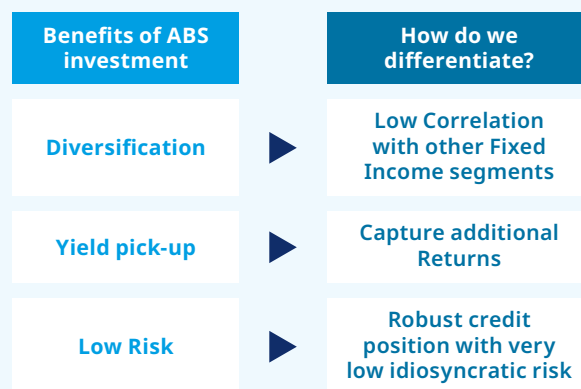 Benefits of ABS
investment
How do we
differentiate?
Diversification
Low Correlation
with other Fixed
Income segments
Yield pick-up
Capture additional
Returns
Low Risk
Robust credit
position with very
low idiosyncratic risk